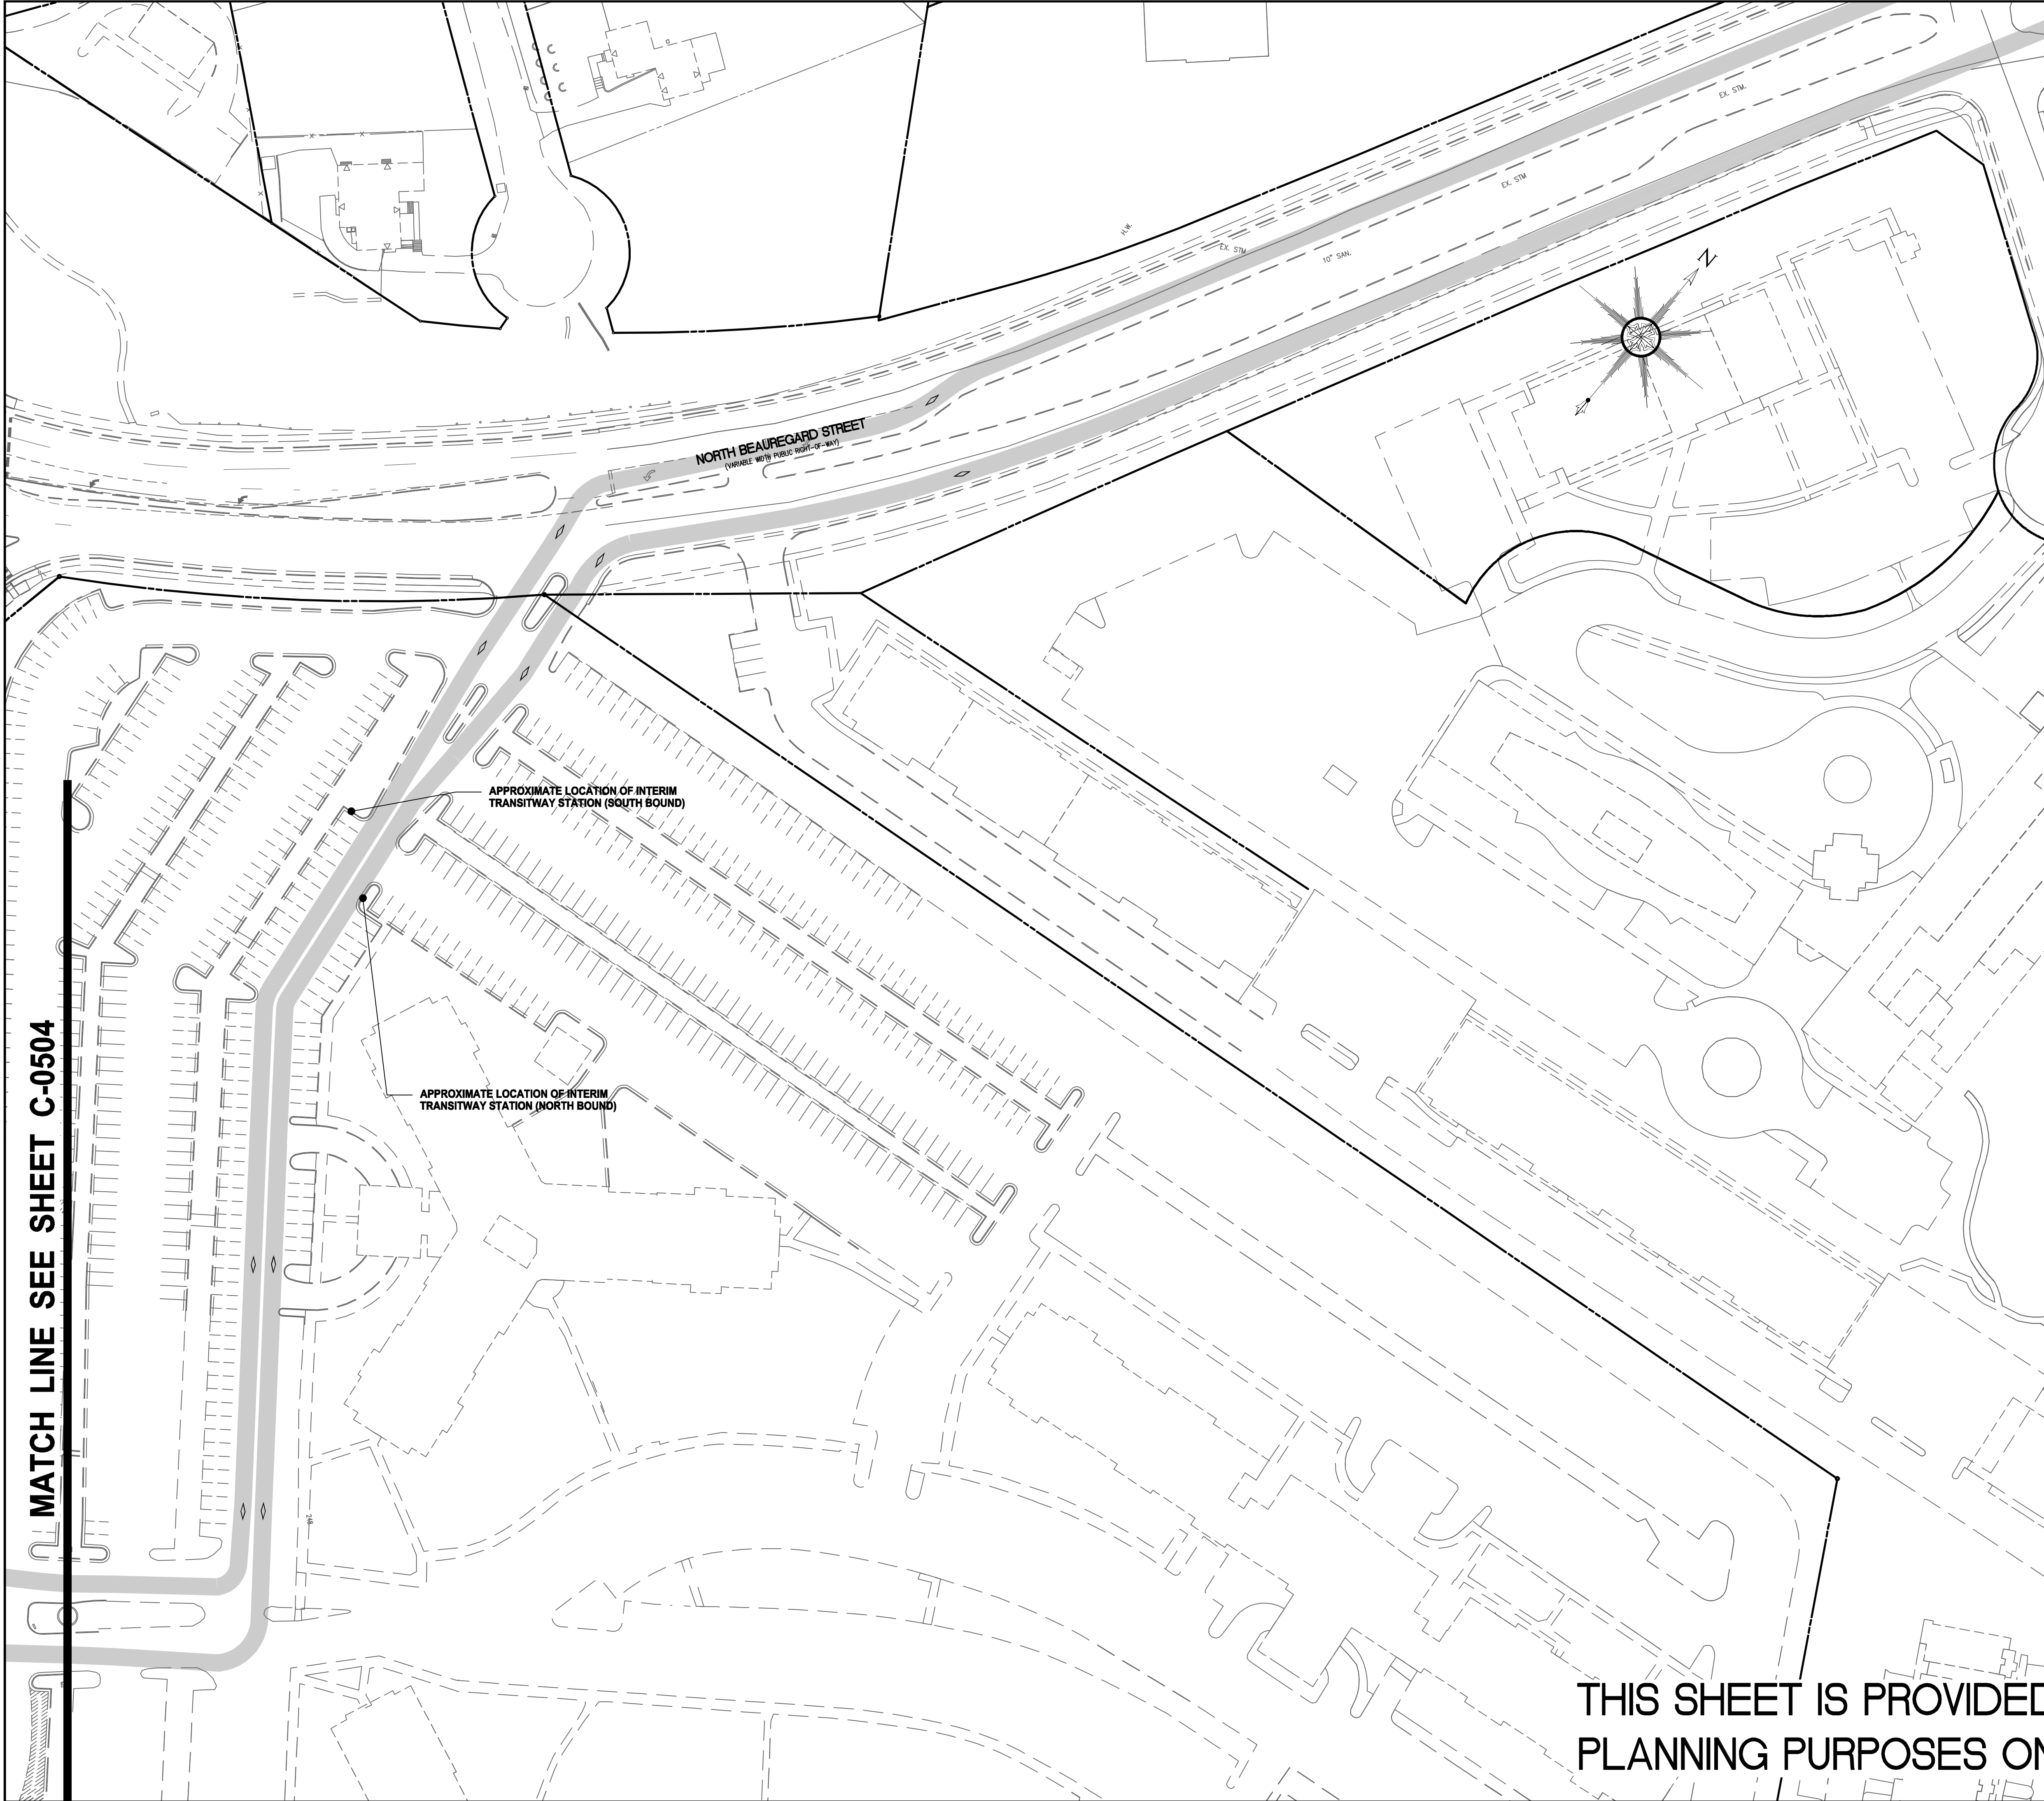 EX. STM.
EX. STM
H.W.
EX. STM
10" SAN.
N
NORTH BEAUREGARD STREET
(VARIABLE WIDTH PUBLIC RIGHT-OF-WAY)
APPROXIMATE LOCATION OF INTERIM
TRANSITWAY STATION (SOUTH BOUND)
APPROXIMATE LOCATION OF INTERIM
TRANSITWAY STATION (NORTH BOUND)
MATCH LINE SEE SHEET C-0504
248
THIS SHEET IS PROVIDED
PLANNING PURPOSES ON